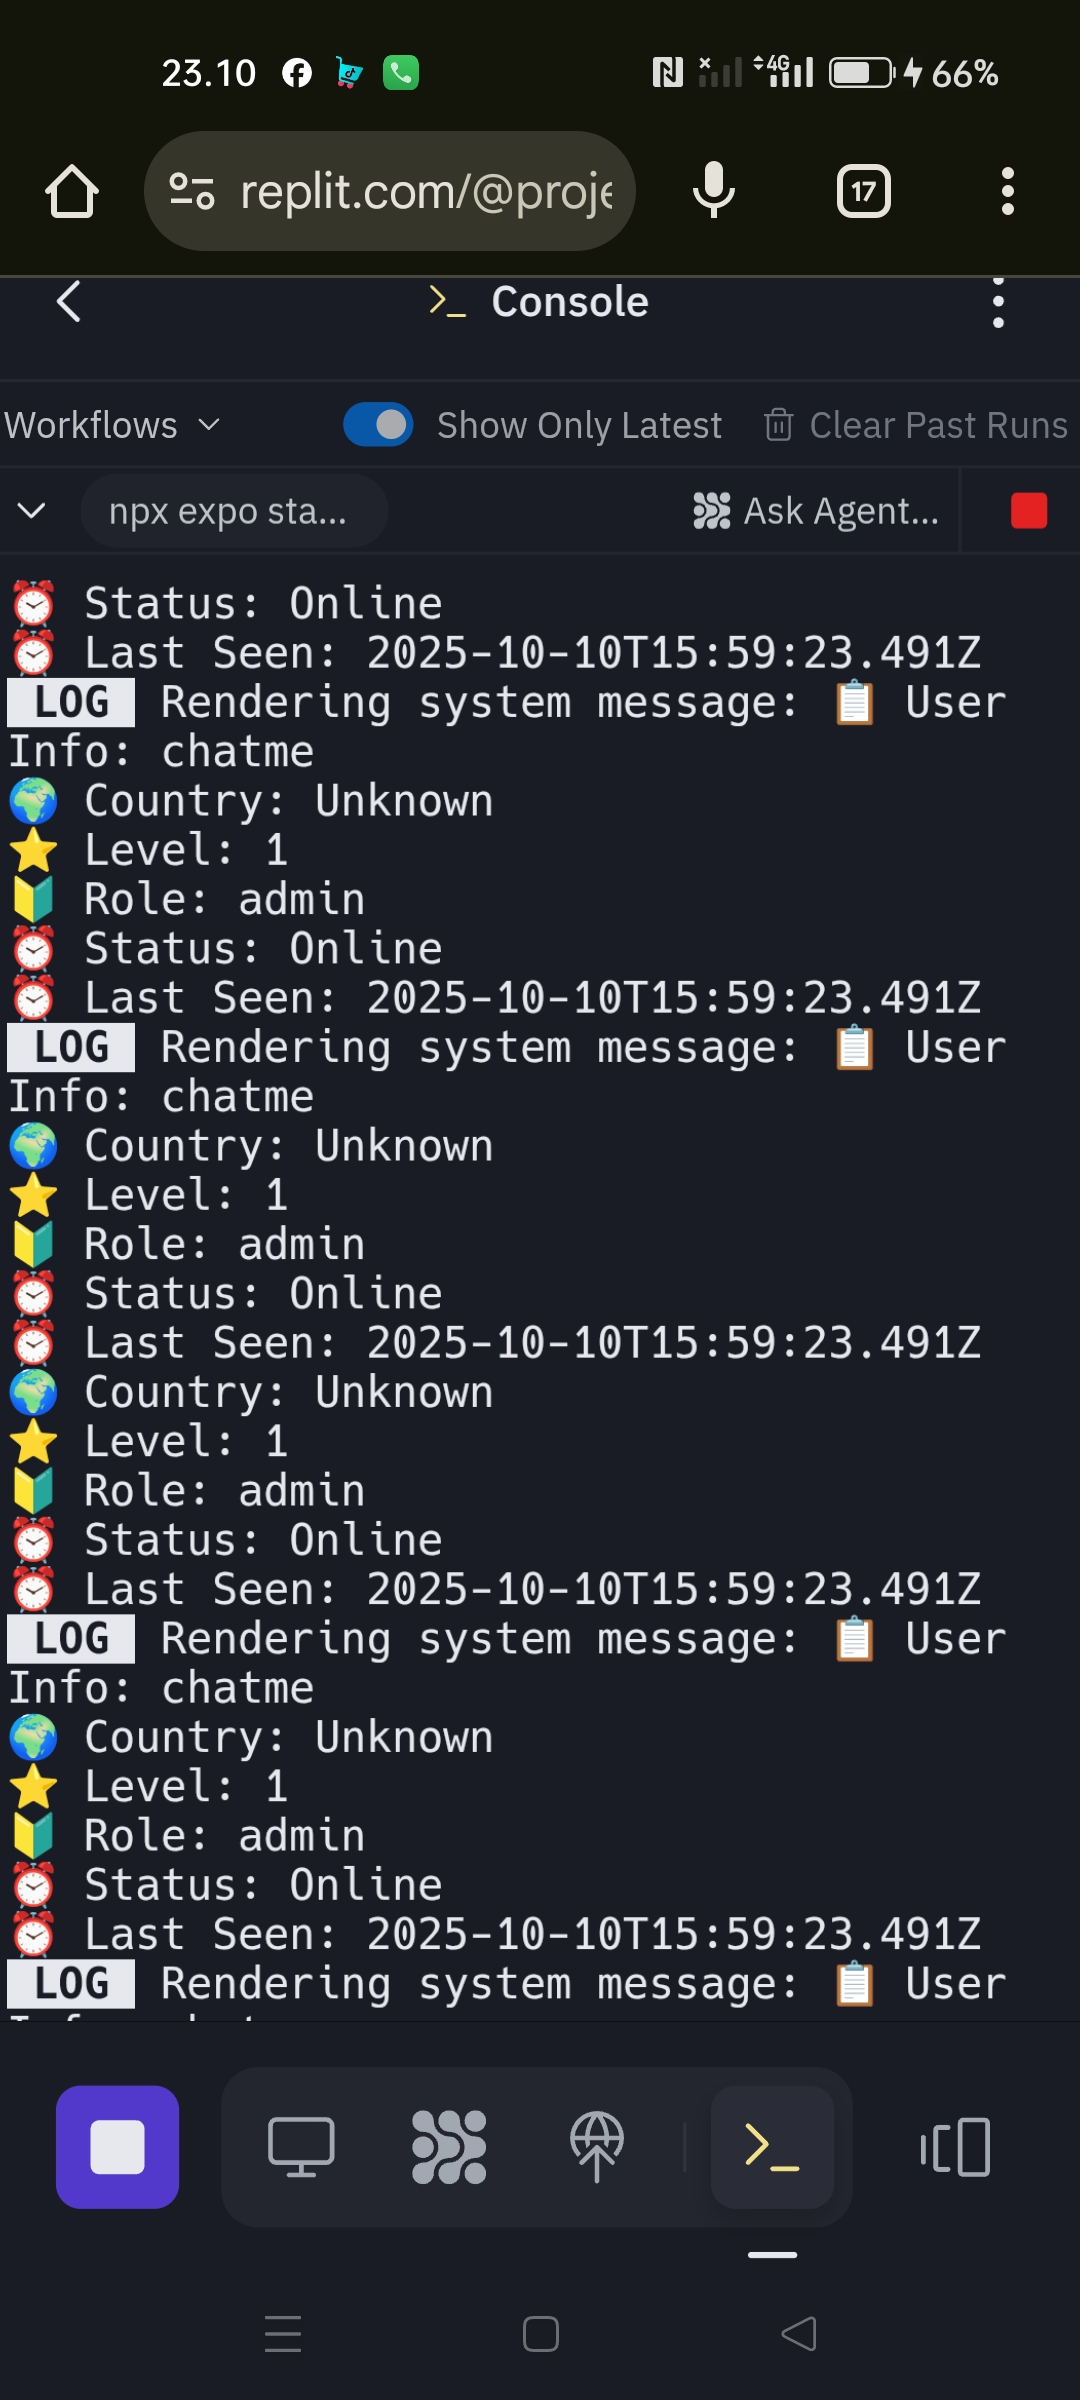 23.10
4G
66%
replit.com/@proje
17
Console
Workflows
Show Only Latest
Clear Past Runs
npx expo sta...
Ask Agent...
⏰ Status: Online
⏰ Last Seen: 2025-10-10T15:59:23.491Z
LOG Rendering system message: 📋 User
Info: chatme
🌍 Country: Unknown
⭐ Level: 1
🔰 Role: admin
⏰ Status: Online
⏰ Last Seen: 2025-10-10T15:59:23.491Z
LOG Rendering system message: 📋 User
Info: chatme
🌍 Country: Unknown
⭐ Level: 1
🔰 Role: admin
⏰ Status: Online
⏰ Last Seen: 2025-10-10T15:59:23.491Z
🌍 Country: Unknown
⭐ Level: 1
🔰 Role: admin
⏰ Status: Online
⏰ Last Seen: 2025-10-10T15:59:23.491Z
LOG Rendering system message: 📋 User
Info: chatme
🌍 Country: Unknown
⭐ Level: 1
🔰 Role: admin
⏰ Status: Online
⏰ Last Seen: 2025-10-10T15:59:23.491Z
LOG Rendering system message: 📋 User